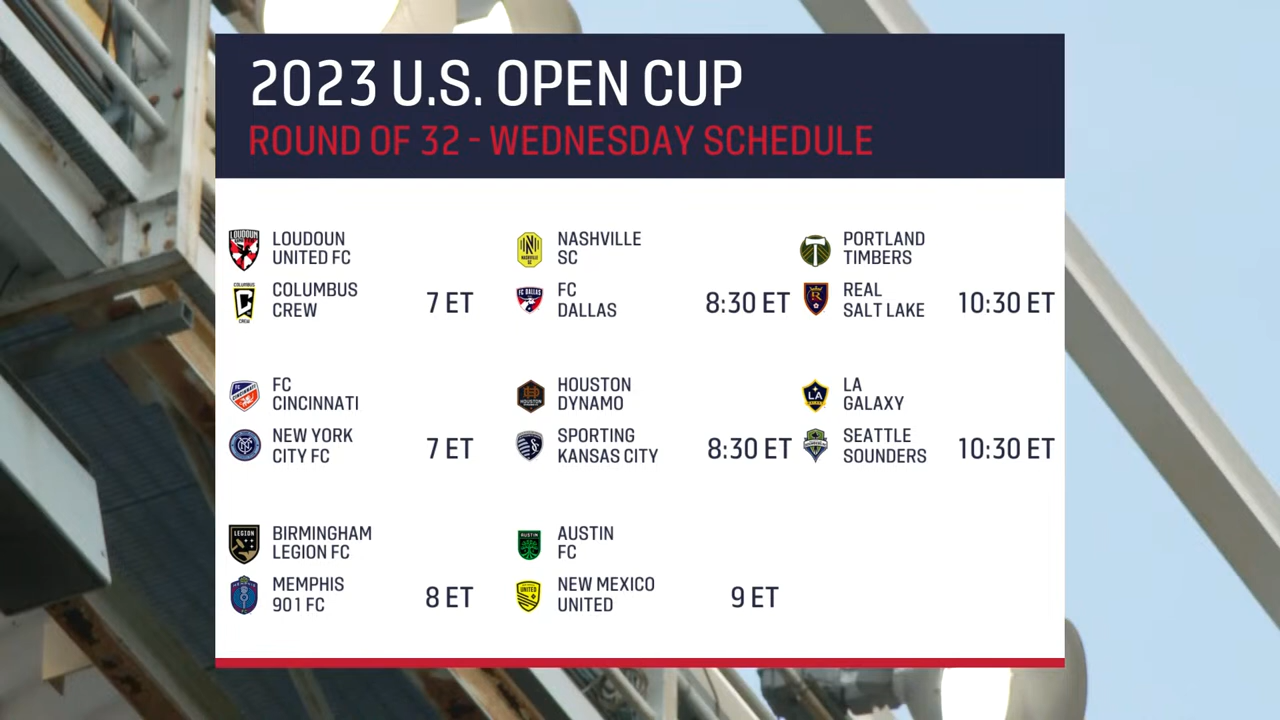 2023 U.S. OPEN CUP
ROUND OF 32 - WEDNESDAY SCHEDULE
LOUDOUN
UNITED FC
COLUMBUS
CREW
7 ET
NASHVILLE
SC
FC
DALLAS
8:30 ET
PORTLAND
TIMBERS
REAL
SALT LAKE
10:30 ET
FC
CINCINNATI
NEW YORK
CITY FC
7 ET
HOUSTON
DYNAMO
SPORTING
KANSAS CITY
8:30 ET
LA
GALAXY
SEATTLE
SOUNDERS
10:30 ET
BIRMINGHAM
LEGION FC
MEMPHIS
901 FC
8 ET
AUSTIN
FC
NEW MEXICO
UNITED
9 ET